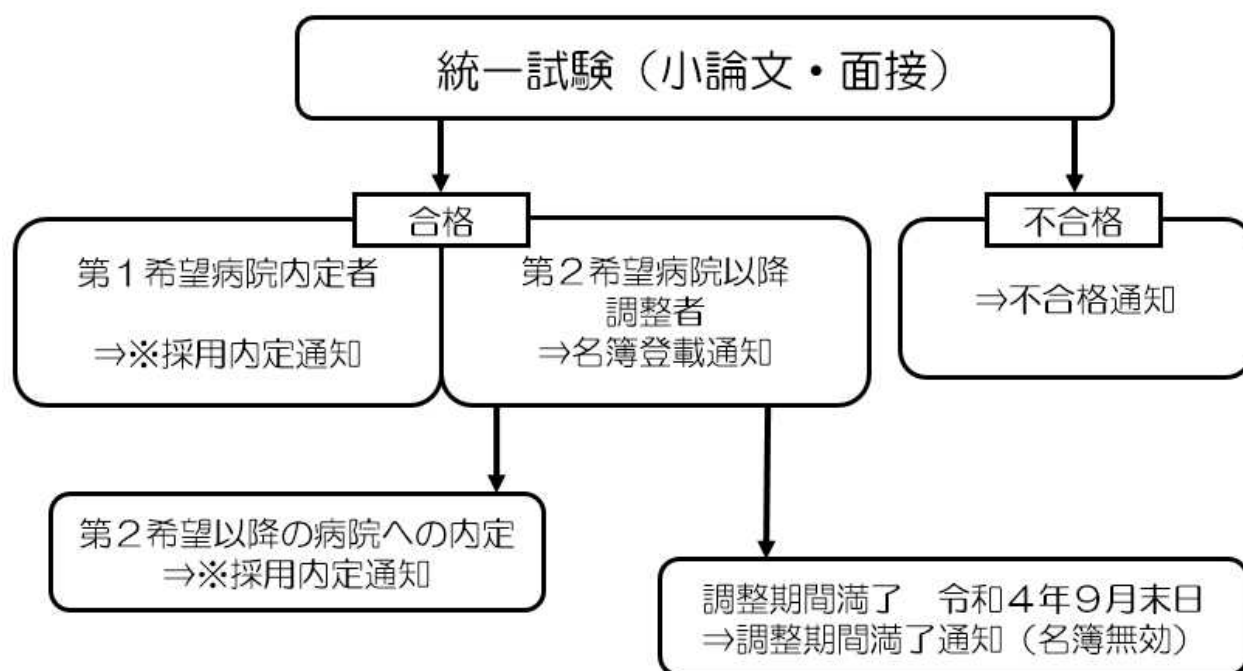 統一試験（小論文・面接）
合格
不合格
第１希望病院内定者
⇒※採用内定通知
第２希望病院以降
調整者
⇒名簿登載通知
⇒不合格通知
第２希望以降の病院への内定
⇒※採用内定通知
調整期間満了　令和４年９月末日
⇒調整期間満了通知（名簿無効）